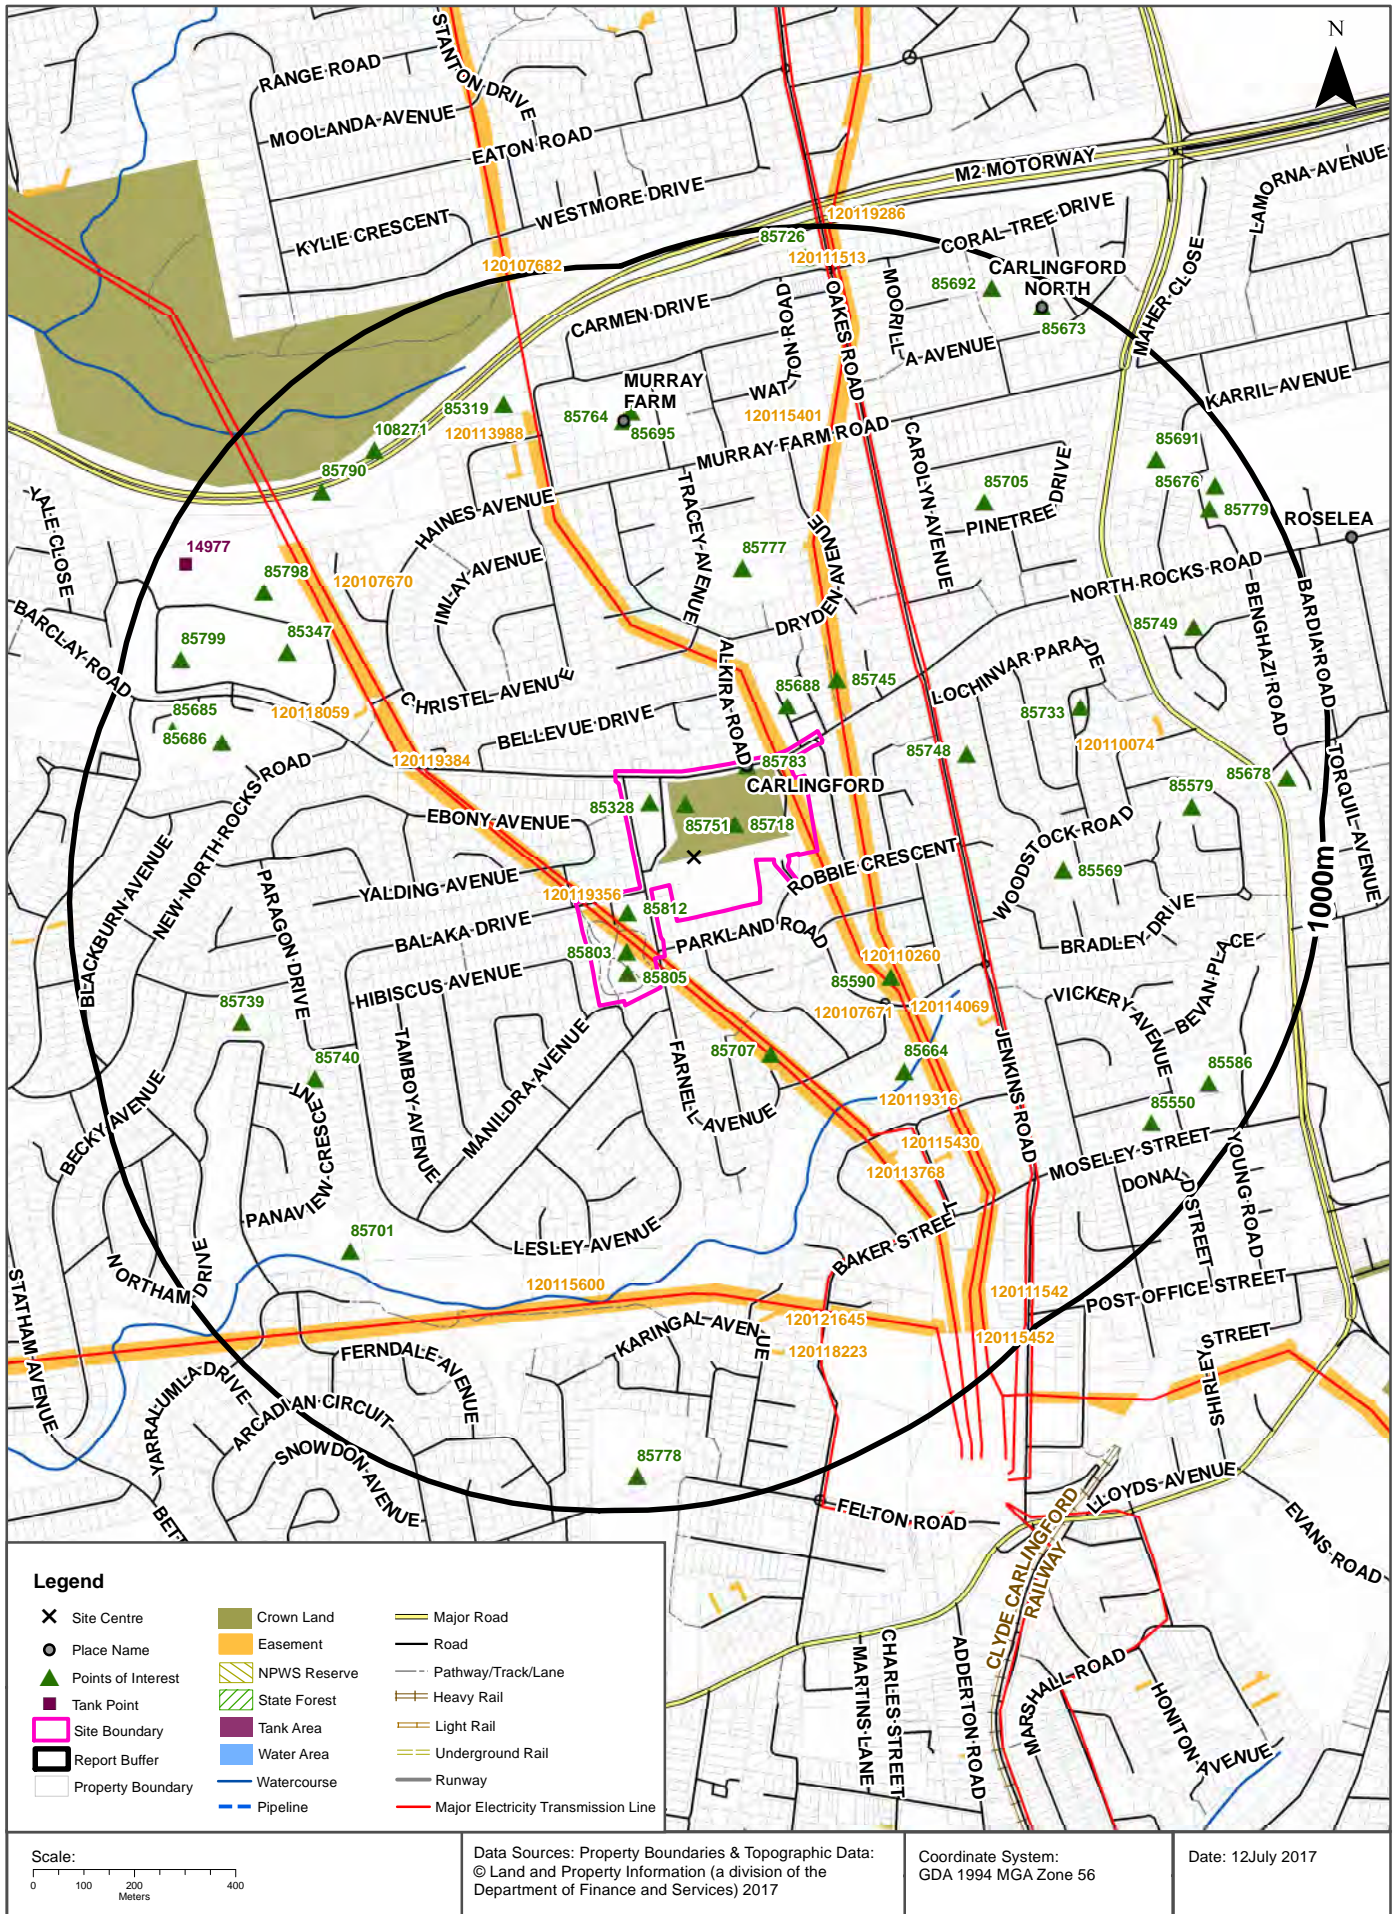 N
STANTON DRIVE
RANGE ROAD
MOOLANDA AVENUE
EATON ROAD
M2 MOTORWAY
LAMORNA AVENUE
WESTMORE DRIVE
KYLIE CRESCENT
120119286
CORAL TREE DRIVE
85726
120107682
120111513
CARLINGFORD
NORTH
85692
85673
MAHER CLOSE
OAKES ROAD
MOORILLA AVENUE
WATTON ROAD
CARMEN DRIVE
KARRIL AVENUE
MURRAY
FARM
85319
85764
85695
WATTON ROAD
120115401
120113988
108271
MURRAY FARM ROAD
CAROLYN AVENUE
85691
85790
85676
85705
PINETREE DRIVE
85779
ROSELEA
YALE CLOSE
HAINES AVENUE
TRACEY AVENUE
14977
85777
DRYDEN AVENUE
85798
120107670
IMLAY AVENUE
NORTH ROCKS ROAD
BENGHAZI ROAD
BARDIA ROAD
BARCLAY ROAD
85799
85347
DRYDEN AVENUE
85749
ALKIRA ROAD
LOCHINVAR PARADE
85688
85745
CHRISTEL AVENUE
85685
120118059
85733
85686
BELLEVUE DRIVE
120110074
85748
120119384
85783
CARLINGFORD
85678
TORQUIL AVENUE
NEW NORTH ROCKS ROAD
85328
EBONY AVENUE
85751
85718
85579
WOODSTOCK ROAD
ROBBIE CRESCENT
85569
BLACKBURN AVENUE
YALDING AVENUE
120119356
PARAGON DRIVE
85812
1000m
BALAKA DRIVE
PARKLAND ROAD
BRADLEY DRIVE
85803
120110260
HIBISCUS AVENUE
85805
85590
BEVAN PLACE
85739
120107671
120114069
VICKERY AVENUE
TAMBOY AVENUE
MANILDRA AVENUE
FARNELL AVENUE
85707
85664
JENKINS ROAD
85740
85586
120119316
BECKY AVENUE
85550
120115430
MOSELEY STREET
120113768
PANAVIEW CRESCENT
DONALD STREET
YOUNG ROAD
85701
LESLEY AVENUE
BAKER STREET
NORTHAM DRIVE
STATHAM AVENUE
120115600
120111542
POST OFFICE STREET
120121645
KARINGAL AVENUE
120115452
120118223
SHIRLEY STREET
FERNDALE AVENUE
YARRALUMLA DRIVE
ARCADIAN CIRCUIT
SNOWDON AVENUE
85778
FELTON ROAD
LLOYDS AVENUE
EVANS ROAD
BETT
CLYDE CARLINGFORD
RAILWAY
MARTINS LANE
CHARLES STREET
ADDERTON ROAD
MARSHALL ROAD
HONITON AVENUE
Legend
Site Centre
Place Name
Points of Interest
Tank Point
Site Boundary
Report Buffer
Property Boundary
Crown Land
Easement
NPWS Reserve
State Forest
Tank Area
Water Area
Watercourse
Pipeline
Major Road
Road
Pathway/Track/Lane
Heavy Rail
Light Rail
Underground Rail
Runway
Major Electricity Transmission Line
Scale:
0 100 200 400
Meters
Data Sources: Property Boundaries & Topographic Data:
© Land and Property Information (a division of the
Department of Finance and Services) 2017
Coordinate System:
GDA 1994 MGA Zone 56
Date: 12July 2017